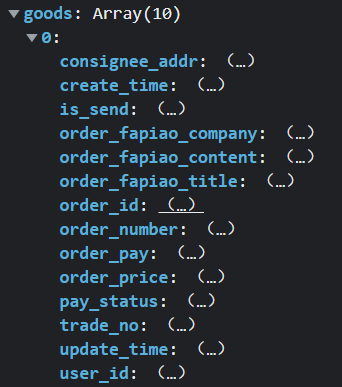 ▼goods: Array(10)
▼0:
consignee_addr: (…)
create_time: (…)
is_send: (…)
order_fapiao_company: (…)
order_fapiao_content: (…)
order_fapiao_title: (…)
order_id: (…)
order_number: (…)
order_pay: (…)
order_price: (…)
pay_status: (…)
trade_no: (…)
update_time: (…)
user_id: (…)